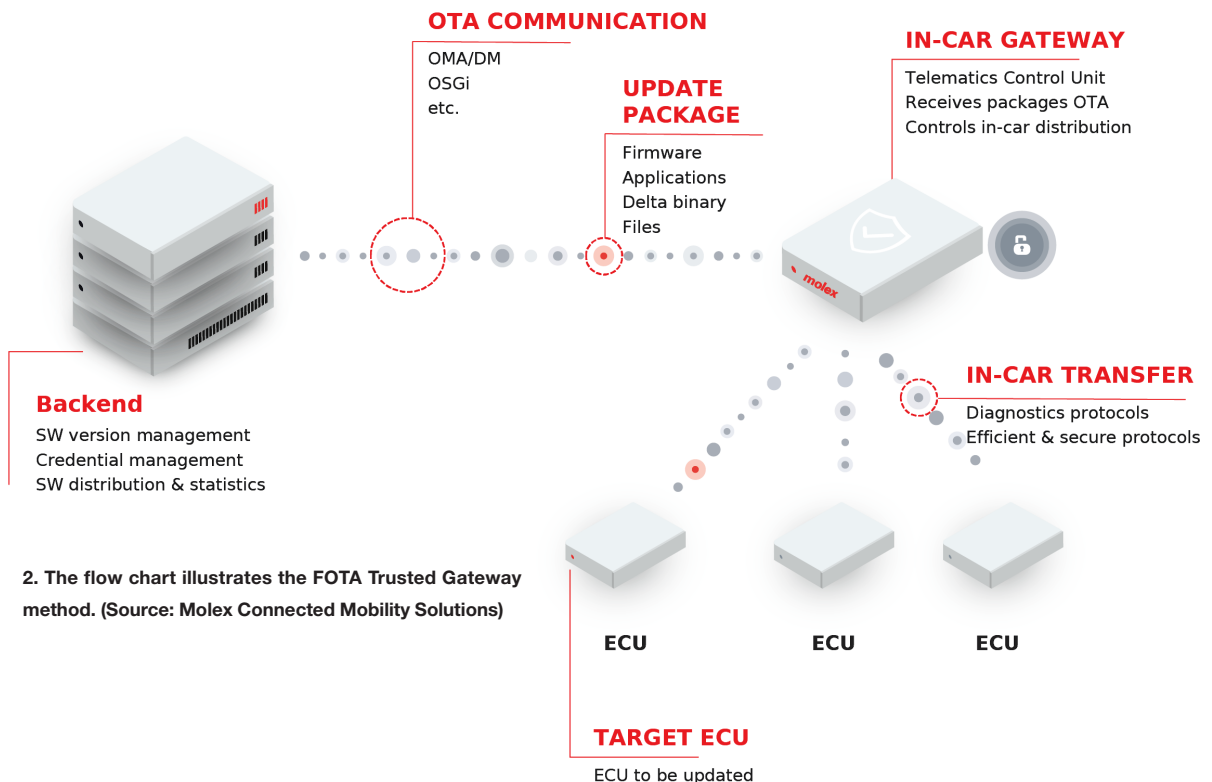 OTA COMMUNICATION
OMA/DM
OSGi
etc.
UPDATE
PACKAGE
Firmware
Applications
Delta binary
Files
IN-CAR GATEWAY
Telematics Control Unit
Receives packages OTA
Controls in-car distribution
molex
Backend
SW version management
Credential management
SW distribution & statistics
IN-CAR TRANSFER
Diagnostics protocols
Efficient & secure protocols
2. The flow chart illustrates the FOTA Trusted Gateway
method. (Source: Molex Connected Mobility Solutions)
ECU
ECU
ECU
TARGET ECU
ECU to be updated